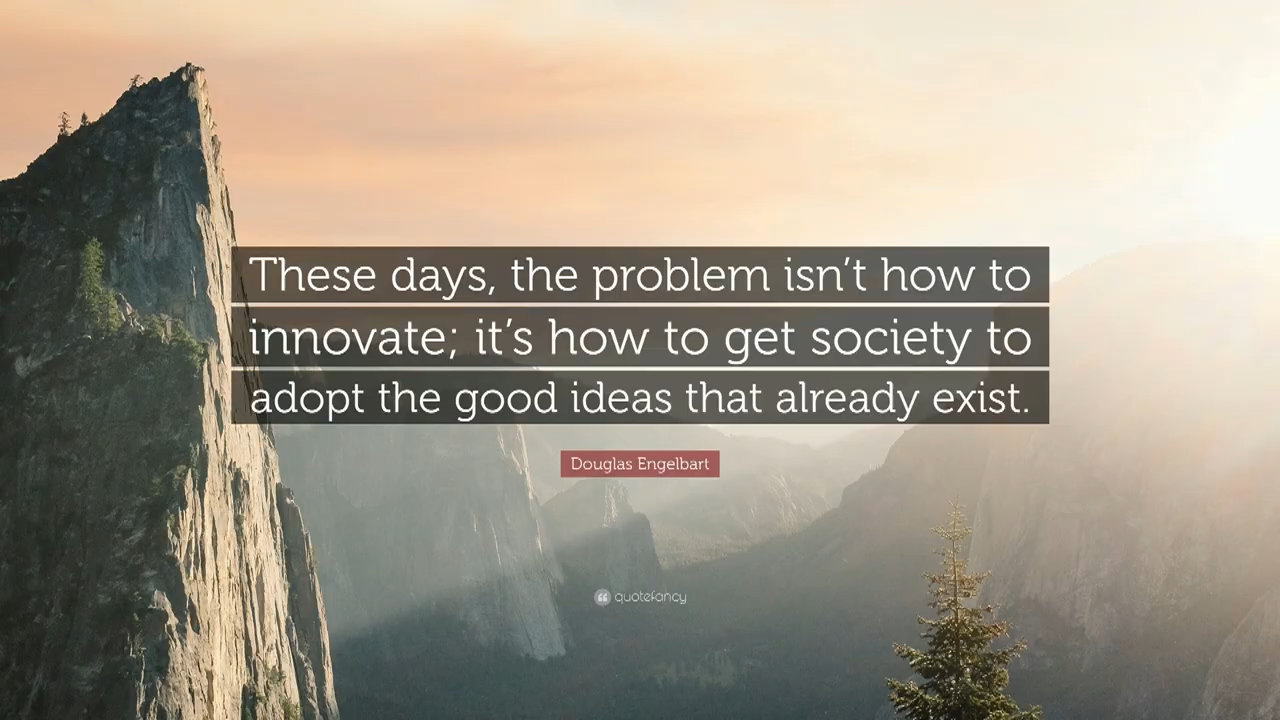 These days, the problem isn’t how to
innovate; it’s how to get society to
adopt the good ideas that already exist.
Douglas Engelbart
quotefancy